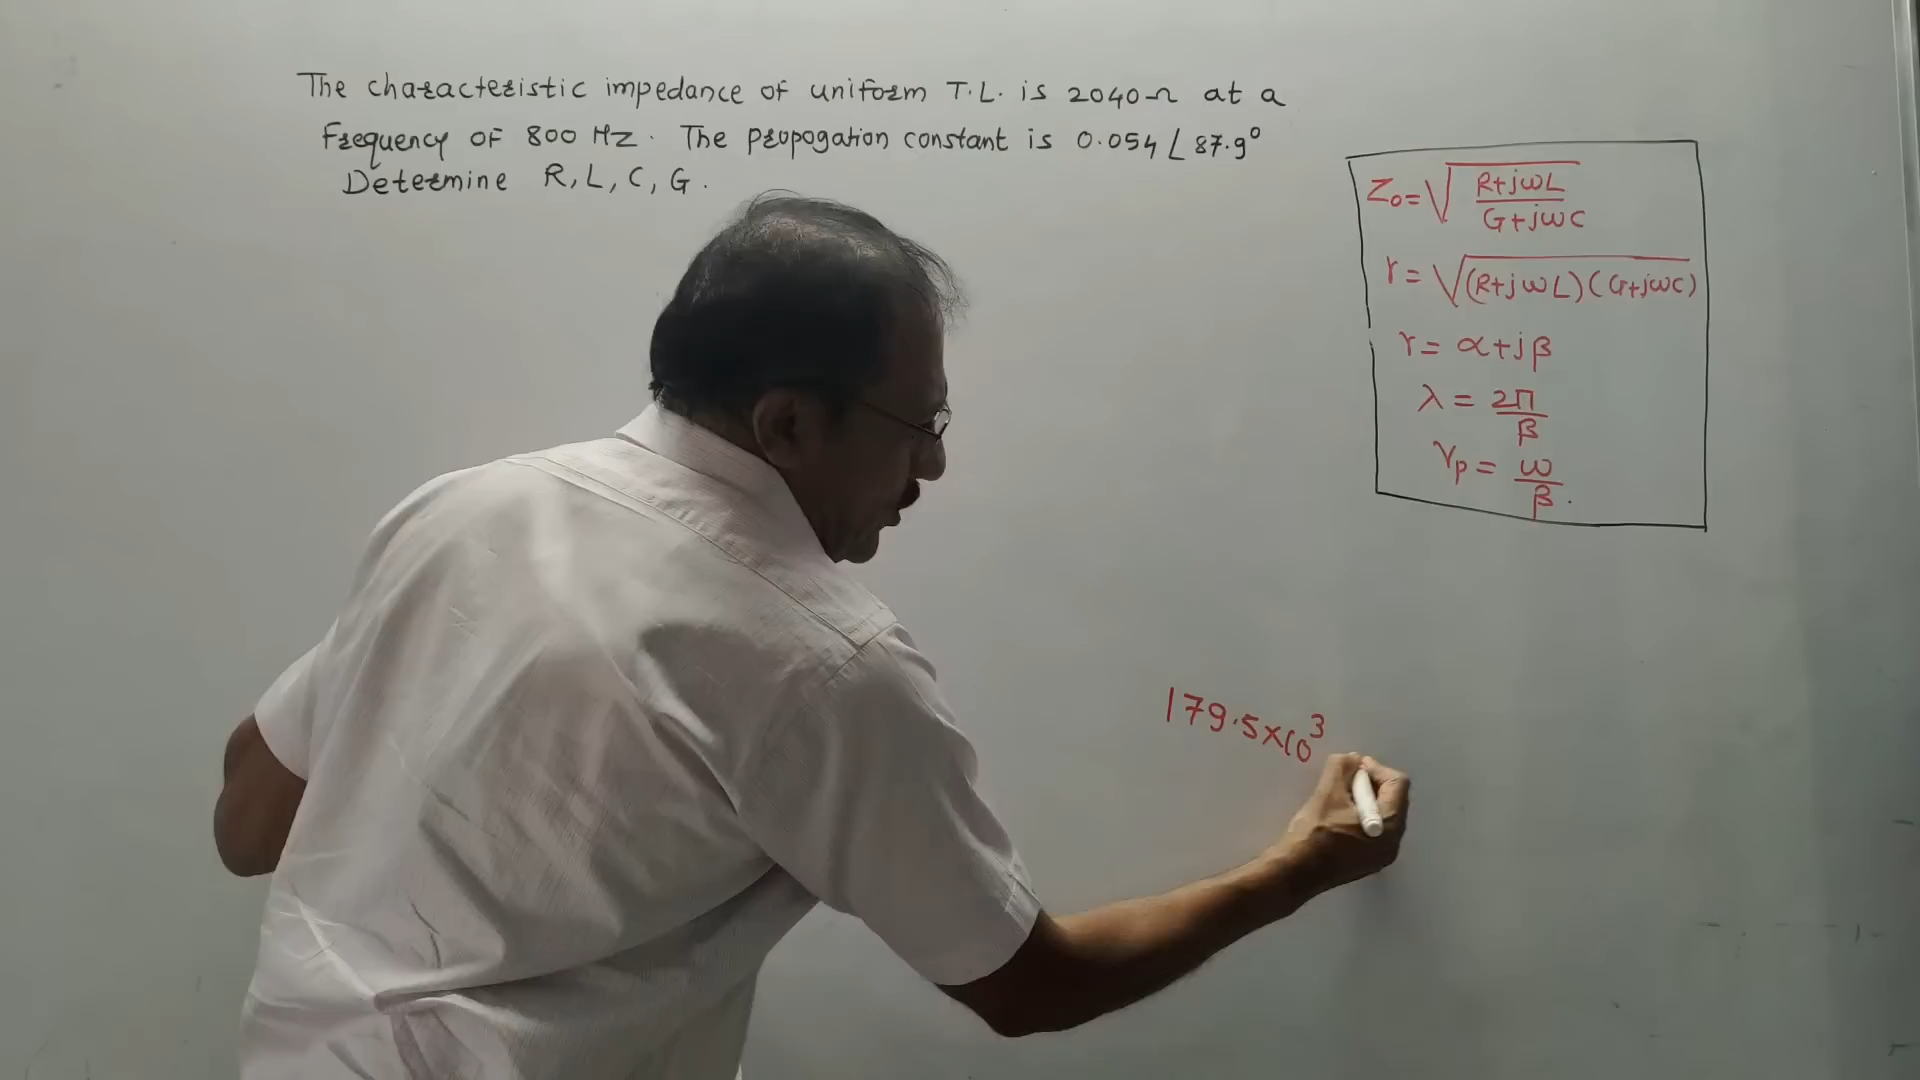 The characteristic impedance of uniform T.L. is 2040Ω at a
Frequency of 800 Hz. The propogation constant is 0.054∠87.9°
Determine R, L, C, G.
Z₀=√((R+jωL)/(G+jωC))
γ=√((R+jωL)(G+jωC))
γ= α+jβ
λ= 2π/β
Vp= ω/β.
179.5×10³